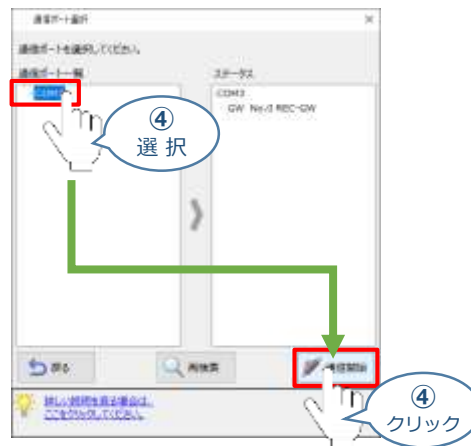 通信ポート選択
通信ポートを選択してください。
通信ポート一覧
ステータス
COM3
COM3
GW No.0 REC-GW
④
選 択
戻る
再検索
通信開始
詳しい説明を見る場合は、
ここをクリックしてください。
④
クリック